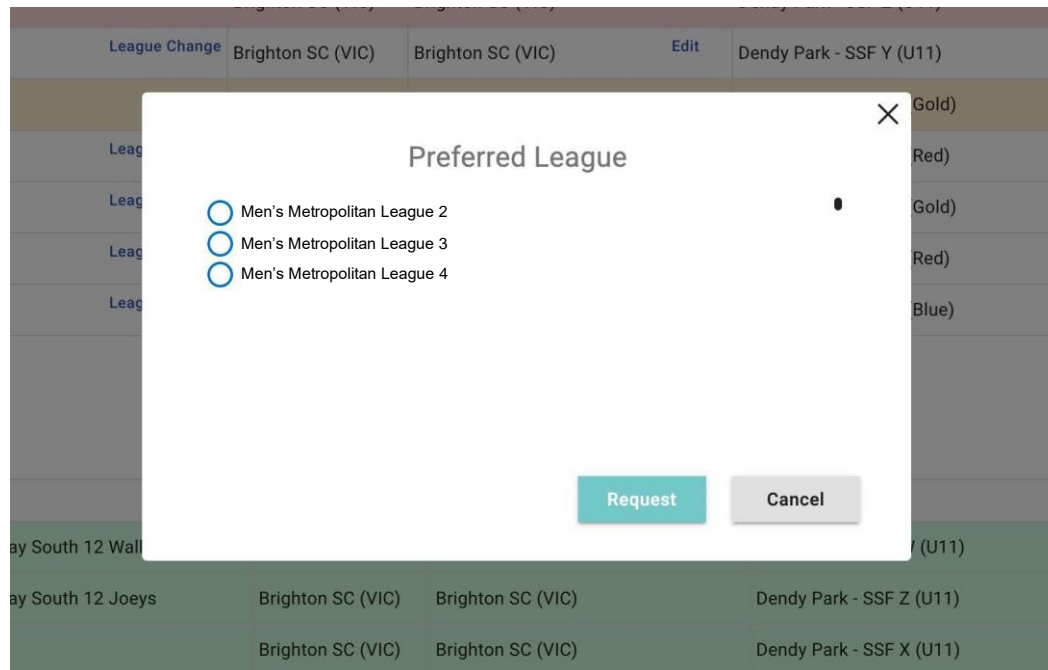 League Change Brighton SC (VIC) Brighton SC (VIC) Edit Dendy Park - SSF Y (U11)
Gold)
Leag Preferred League Red)
Leag Men's Metropolitan League 2 Gold)
Leag Men's Metropolitan League 3 Red)
Men's Metropolitan League 4
Leag Blue)
Request Cancel
ay South 12 Wall (U11)
ay South 12 Joeys Brighton SC (VIC) Brighton SC (VIC) Dendy Park - SSF Z (U11)
Brighton SC (VIC) Brighton SC (VIC) Dendy Park - SSF X (U11)